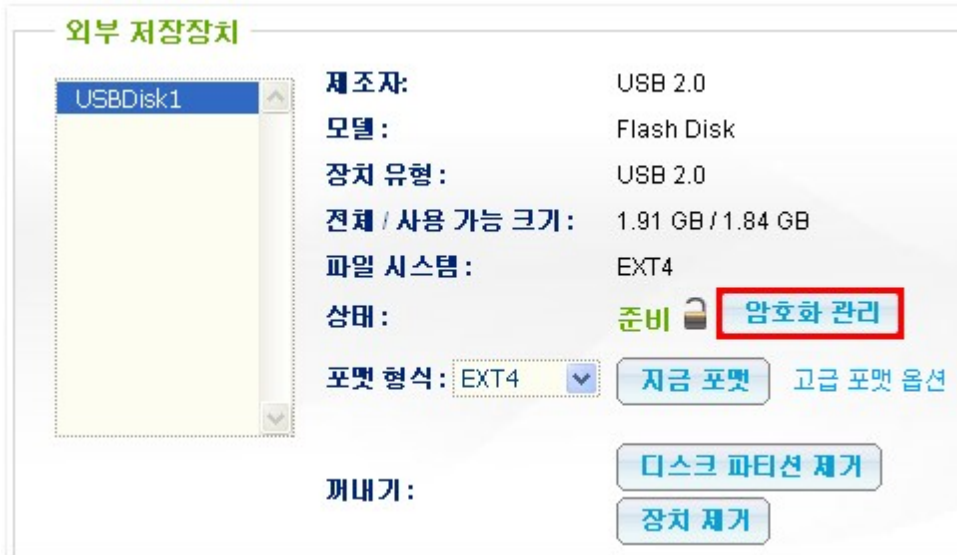 외부 저장장치
USBDisk1
제조자: USB 2.0
모델 : Flash Disk
장치 유형 : USB 2.0
전체 / 사용 가능 크기 : 1.91 GB / 1.84 GB
파일 시스템 : EXT4
상태 : 준비 암호화 관리
포맷 형식 : EXT4 지금 포맷 고급 포맷 옵션
꺼내기 : 디스크 파티션 제거
장치 제거